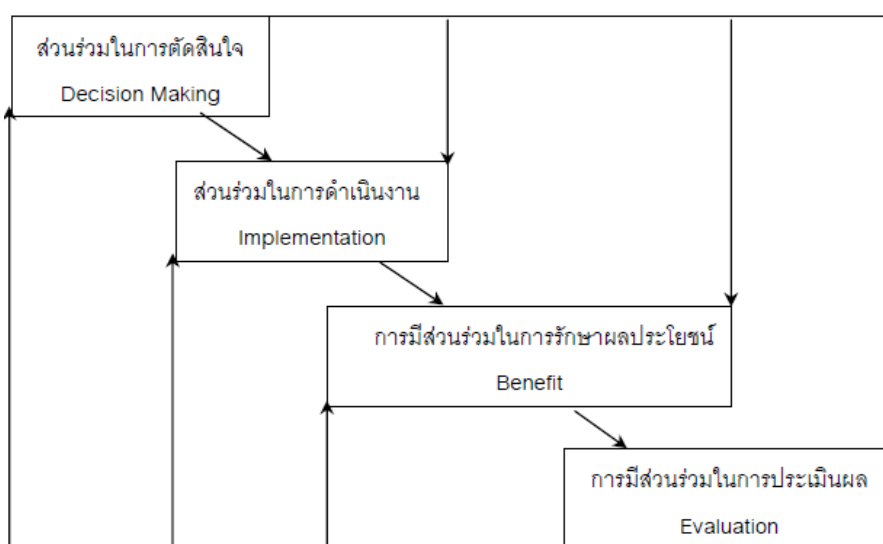 ส่วนร่วมในการตัดสินใจ
Decision Making
ส่วนร่วมในการดำเนินงาน
Implementation
การมีส่วนร่วมในการรักษาผลประโยชน์
Benefit
การมีส่วนร่วมในการประเมินผล
Evaluation